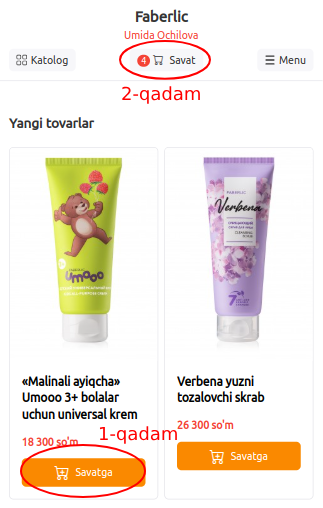 Faberlic
Umida Ochilova
Katolog
4 Savat
Menu
2-qadam
Yangi tovarlar
Umooo
FABERLIC
Verbena
7
«Malinali ayiqcha»
Umooo 3+ bolalar
uchun universal krem
18 300 so'm
Verbena yuzni
tozalovchi skrab
26 300 so'm
1-qadam
Savatga
Savatga